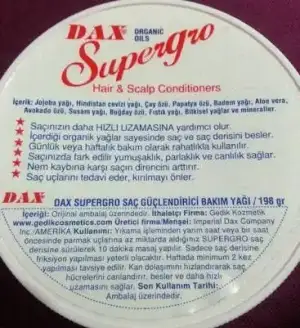 DAX ORGANIC OILS
Supergro
Hair & Scalp Conditioners
İçerik: Jojoba yağı, Hindistan cevizi yağı, Çay özü, Papatya özü, Badem yağı, Aloe vera,
Avokado özü, Susam yağı, Buğday özü, Fıstık yağı, Bitkisel yağlar ve mineraller.
★ Saçınızın daha HIZLI UZAMASINA yardımcı olur.
★ İçerdiği organik yağlar sayesinde saç ve saç derisini besler.
★ Günlük veya haftalık bakım olarak rahatlıkla kullanılır.
★ Saçınızda fark edilir yumuşaklık, parlaklık ve canlılık sağlar.
★ Nem kaybına karşı saçın direncini arttırır.
★ Saç uçlarını tedavi eder, kırılmayı önler.
DAX DAX SUPERGRO SAÇ GÜÇLENDİRİCİ BAKIM YAĞI / 198 gr
İçeriği: Orijinal ambalaj üzerindedir. İthalatçı Firma: Gedik Kozmetik
www.gedikcosmetics.com Üretici firma/Menşei: Imperial Dax Company
Inc./AMERİKA Kullanımı: Yıkama işleminden yarım saat veya bir saat
öncesinde parmak uçlarına az miktarda aldığınız SUPERGRO saç
derisine sürülerek 10 dakika masaj yapılır. Sadece saç derisine
friksiyon yapılması yeterli olacaktır. Haftada minimum 2 kez
yapılması tavsiye edilir. Kan dolaşımını hızlandırarak saç
hücrelerini canlandırır, besler ve daha hızlı
uzamasını sağlar. Son Kullanım Tarihi:
Ambalaj üzerindedir.